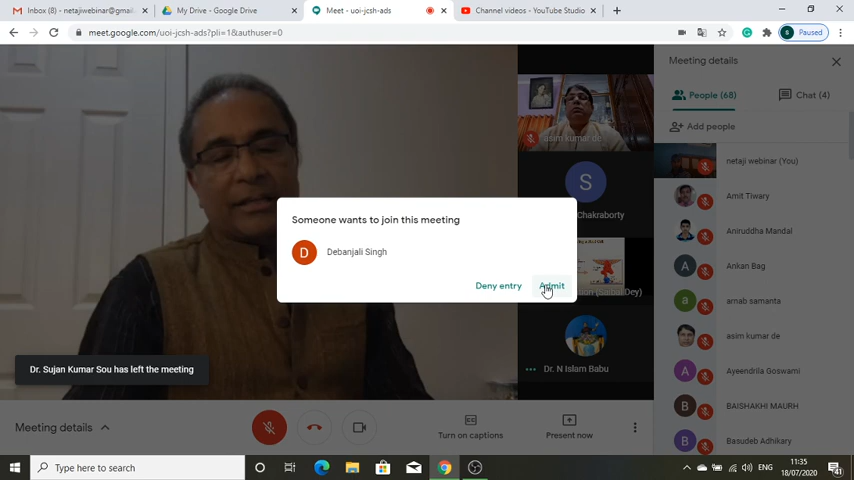 Inbox (8) - netajiwebinar@gmai
My Drive - Google Drive
Meet - uoi-jcsh-ads
Channel videos - YouTube Studio
meet.google.com/uoi-jcsh-ads?pli=1&authuser=0
S
Paused
Meeting details
People (68)
Chat (4)
Add people
netaji webinar (You)
Amit Tiwary
Aniruddha Mandal
A
Ankan Bag
a
arnab samanta
asim kumar de
A
Ayeendrila Goswami
B
BAISHAKHI MAURH
B
Basudeb Adhikary
asim kumar de
S
Chakraborty
(Saibal Dey)
Dr. N Islam Babu
Someone wants to join this meeting
D
Debanjali Singh
Deny entry
Admit
Dr. Sujan Kumar Sou has left the meeting
Meeting details
Turn on captions
Present now
Type here to search
ENG
11:35
18/07/2020
41